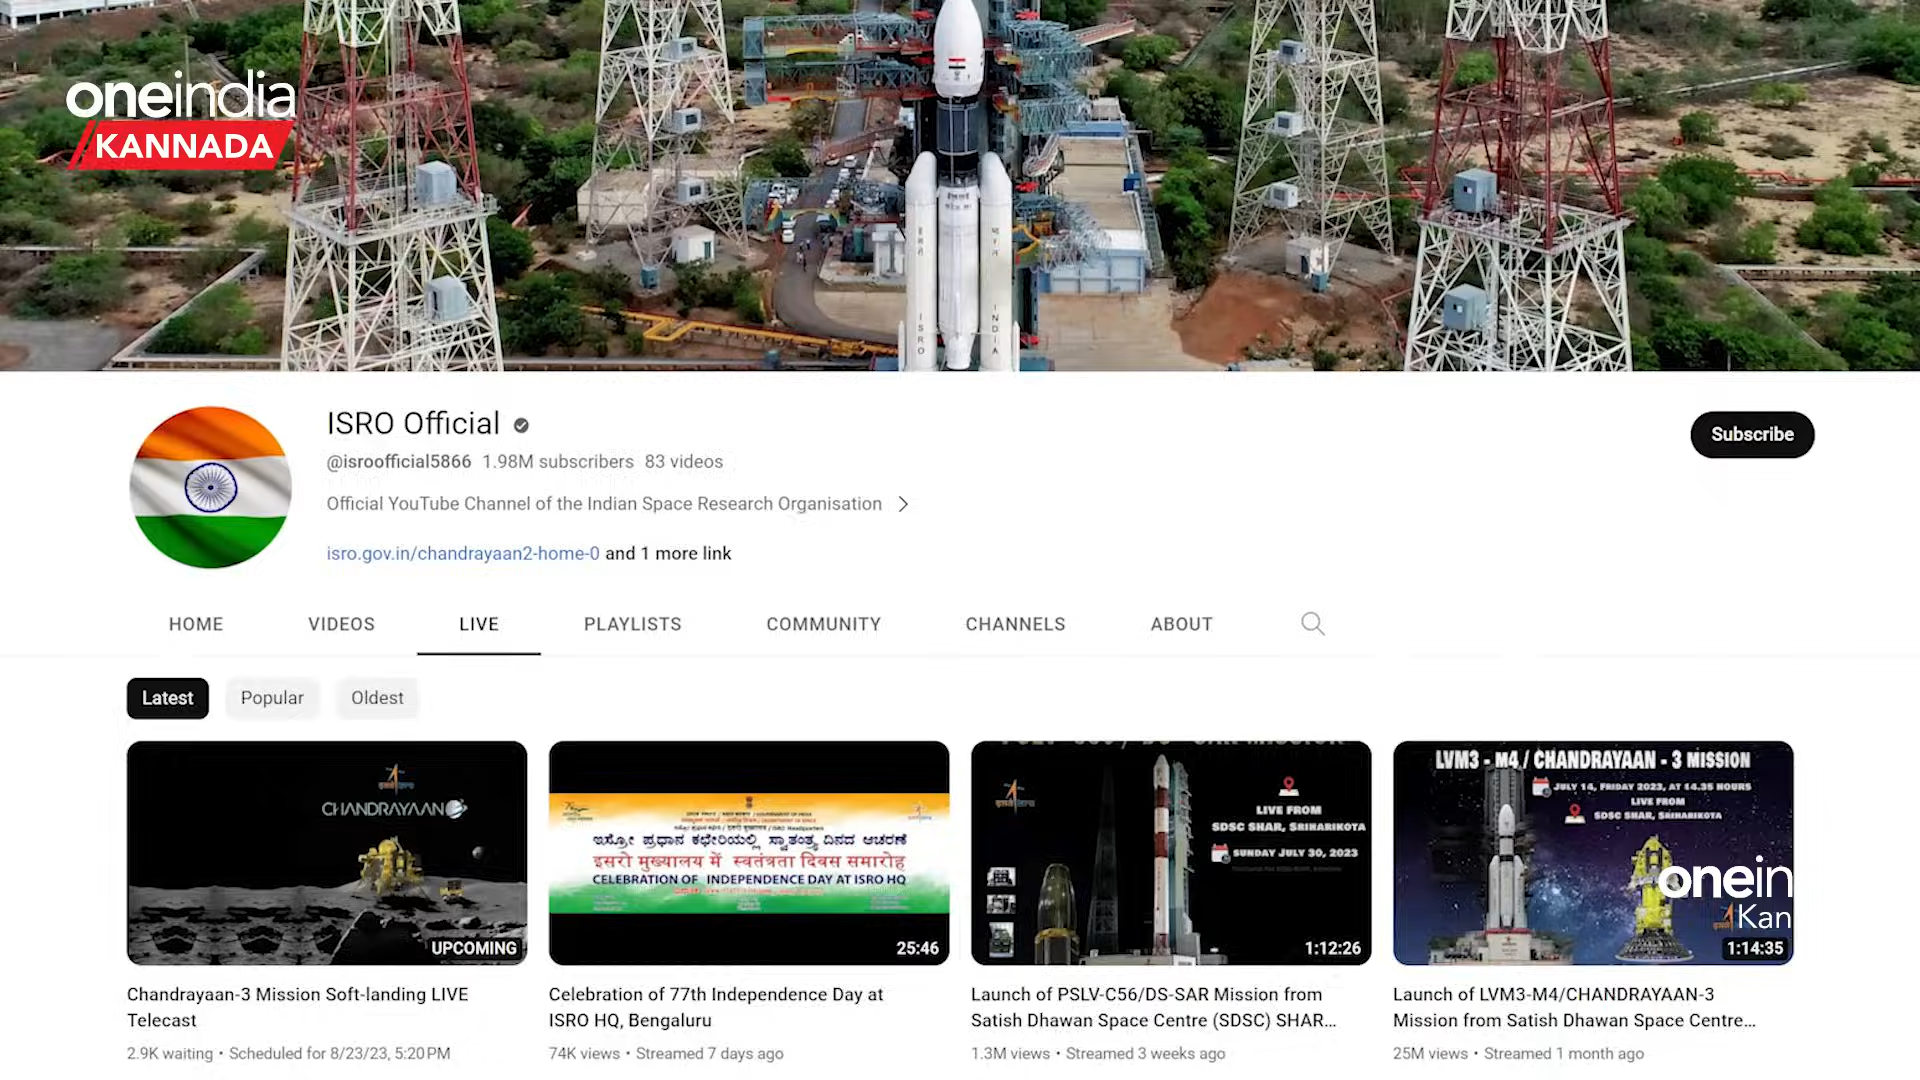 oneindia
KANNADA
ISRO
INDIA
ISRO Official
@isroofficial5866 1.98M subscribers 83 videos
Official YouTube Channel of the Indian Space Research Organisation
isro.gov.in/chandrayaan2-home-0 and 1 more link
Subscribe
HOME VIDEOS LIVE PLAYLISTS COMMUNITY CHANNELS ABOUT
Latest Popular Oldest
CHANDRAYAAN
UPCOMING
ಇಸ್ರೋ ಪ್ರಧಾನ ಕಛೇರಿಯಲ್ಲಿ ಸ್ವಾತಂತ್ರ್ಯ ದಿನದ ಆಚರಣೆ
इसरो मुख्यालय में स्वतंत्रता दिवस समारोह
CELEBRATION OF INDEPENDENCE DAY AT ISRO HQ
25:46
LIVE FROM
SDSC SHAR, SRIHARIKOTA
SUNDAY JULY 30, 2023
1:12:26
LVM3 - M4 / CHANDRAYAAN - 3 MISSION
JULY 14, FRIDAY 2023, AT 14.35 HOURS
LIVE FROM
SDSC SHAR, SRIHARIKOTA
onein
Kan
1:14:35
Chandrayaan-3 Mission Soft-landing LIVE
Telecast
2.9K waiting • Scheduled for 8/23/23, 5:20 PM
Celebration of 77th Independence Day at
ISRO HQ, Bengaluru
74K views • Streamed 7 days ago
Launch of PSLV-C56/DS-SAR Mission from
Satish Dhawan Space Centre (SDSC) SHAR...
1.3M views • Streamed 3 weeks ago
Launch of LVM3-M4/CHANDRAYAAN-3
Mission from Satish Dhawan Space Centre...
25M views • Streamed 1 month ago